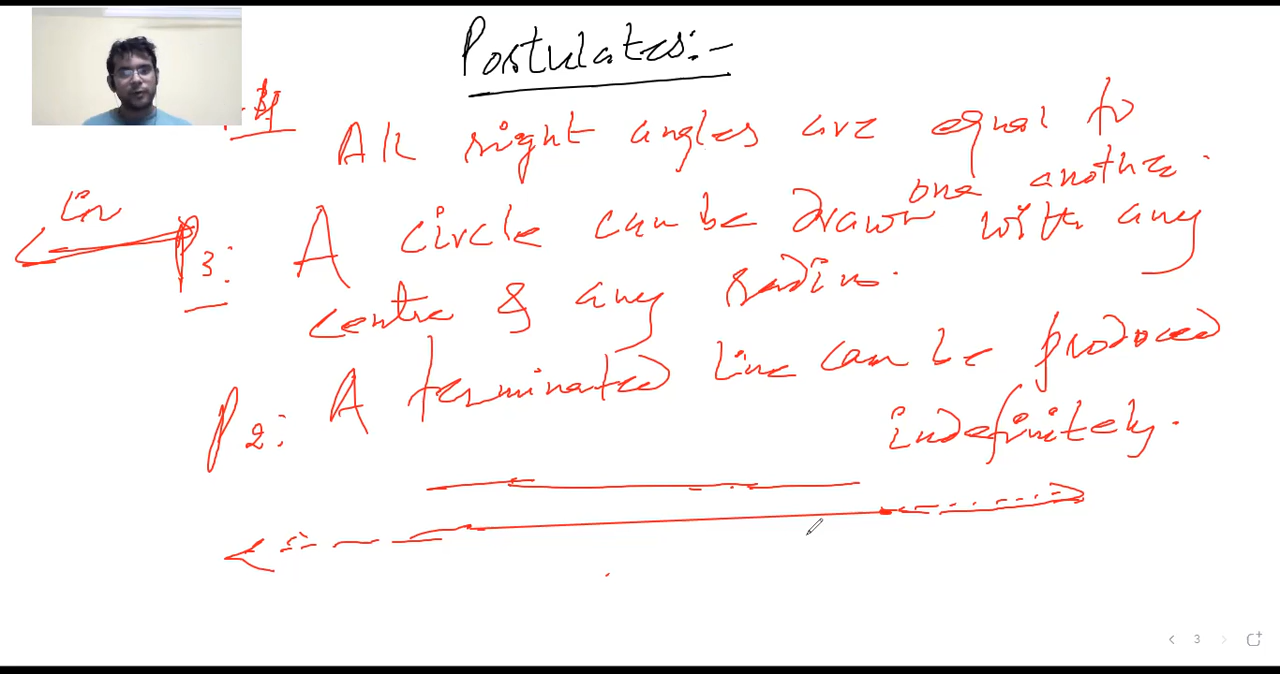 Postulates:-
All right angles are equal to
one another.
P3: A circle can be drawn with any
centre & any radius.
P2: A terminated line can be produced
indefinitely.
3